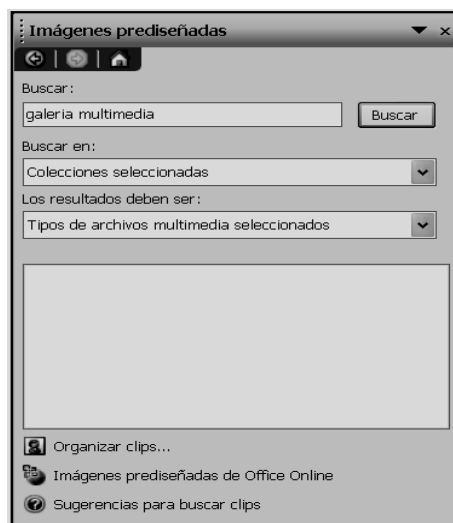 Imágenes prediseñadas
Buscar:
galeria multimedia
Buscar
Buscar en:
Colecciones seleccionadas
Los resultados deben ser:
Tipos de archivos multimedia seleccionados
Organizar clips...
Imágenes prediseñadas de Office Online
Sugerencias para buscar clips